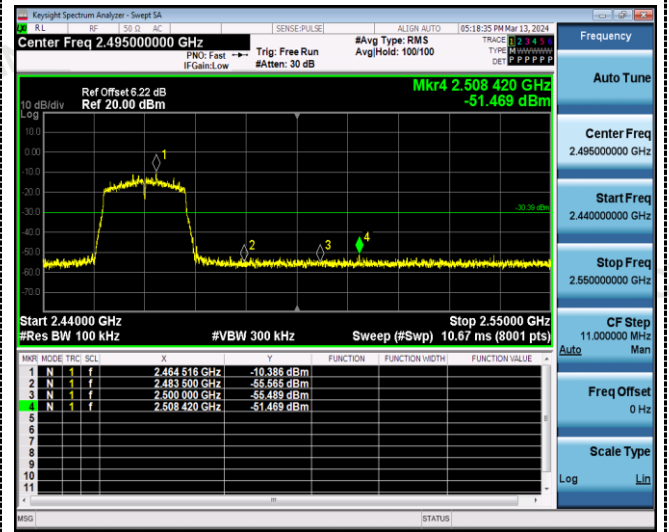 Keysight Spectrum Analyzer - Swept SA
RL RF 50 Ω AC SENSE:PULSE ALIGN AUTO 05:18:35 PM Mar 13, 2024
Center Freq 2.495000000 GHz
PNO: Fast
IFGain:Low
Trig: Free Run
#Atten: 30 dB
#Avg Type: RMS
Avg|Hold: 100/100
TRACE 1 2 3 4 5 6
TYPE M WWWWW
DET P P P P P P
Mkr4 2.508 420 GHz
-51.469 dBm
Ref Offset 6.22 dB
10 dB/div Ref 20.00 dBm
Log
10.0
0.00
-10.0
-20.0
-30.0
-40.0
-50.0
-60.0
-70.0
1
2
3
4
-30.39 dBm
Start 2.44000 GHz Stop 2.55000 GHz
#Res BW 100 kHz #VBW 300 kHz Sweep (#Swp) 10.67 ms (8001 pts)
MKR MODE TRC SCL X Y FUNCTION FUNCTION WIDTH FUNCTION VALUE
1 N 1 f 2.464 516 GHz -10.386 dBm
2 N 1 f 2.483 500 GHz -55.565 dBm
3 N 1 f 2.500 000 GHz -55.489 dBm
4 N 1 f 2.508 420 GHz -51.469 dBm
5
6
7
8
9
10
11
MSG STATUS
Frequency
Auto Tune
Center Freq
2.495000000 GHz
Start Freq
2.440000000 GHz
Stop Freq
2.550000000 GHz
CF Step
11.000000 MHz
Auto Man
Freq Offset
0 Hz
Scale Type
Log Lin